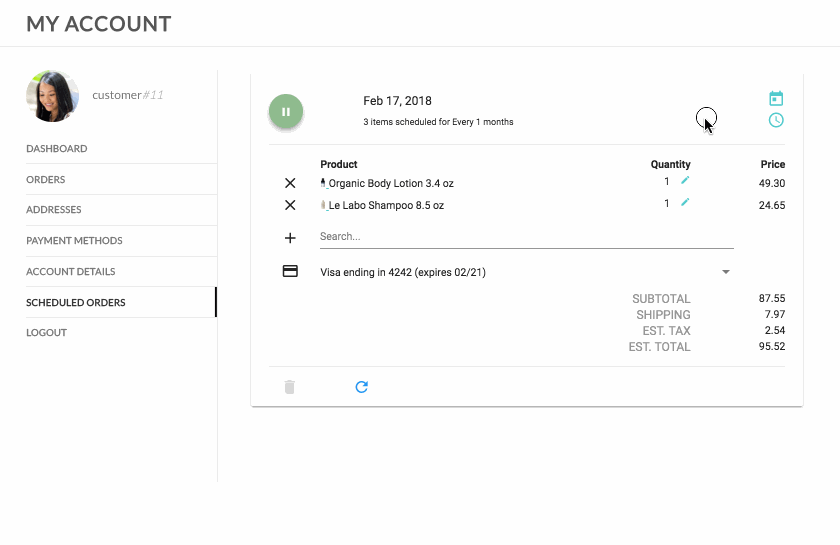 MY ACCOUNT
customer#11
DASHBOARD
ORDERS
ADDRESSES
PAYMENT METHODS
ACCOUNT DETAILS
SCHEDULED ORDERS
LOGOUT
Feb 17, 2018
3 items scheduled for Every 1 months
Product Quantity Price
Organic Body Lotion 3.4 oz 1 49.30
Le Labo Shampoo 8.5 oz 1 24.65
Search...
Visa ending in 4242 (expires 02/21)
SUBTOTAL 87.55
SHIPPING 7.97
EST. TAX 2.54
EST. TOTAL 95.52